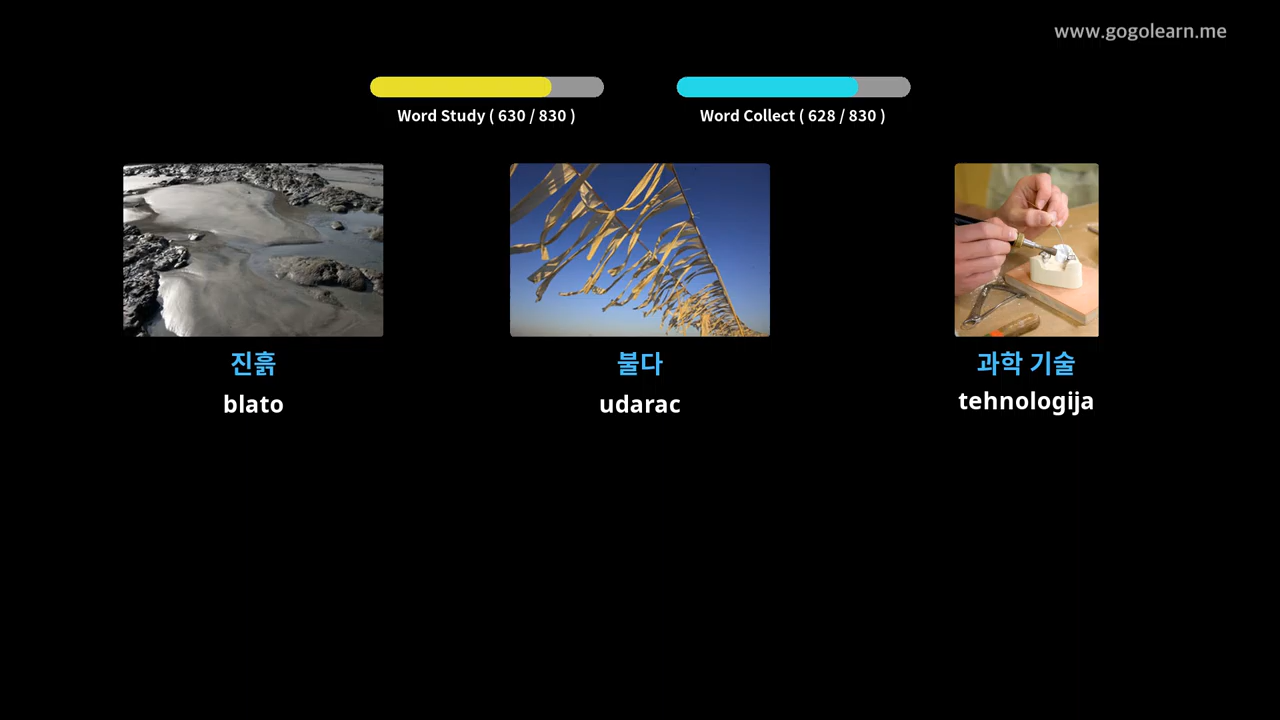 www.gogolearn.me
Word Study ( 630 / 830 )
Word Collect ( 628 / 830 )
진흙
불다
과학 기술
blato
udarac
tehnologija